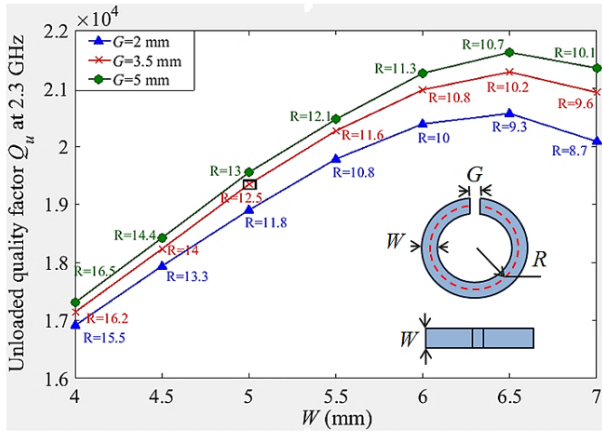 ×10⁴
Unloaded quality factor Qu at 2.3 GHz
2.2
2.1
2
1.9
1.8
1.7
1.6
G=2 mm
G=3.5 mm
G=5 mm
R=16.5
R=14.4
R=13
R=12.1
R=11.3
R=10.7
R=10.1
R=16.2
R=14
R=12.5
R=11.6
R=10.8
R=10.2
R=9.6
R=15.5
R=13.3
R=11.8
R=10.8
R=10
R=9.3
R=8.7
G
W
R
W
4 4.5 5 5.5 6 6.5 7
W (mm)